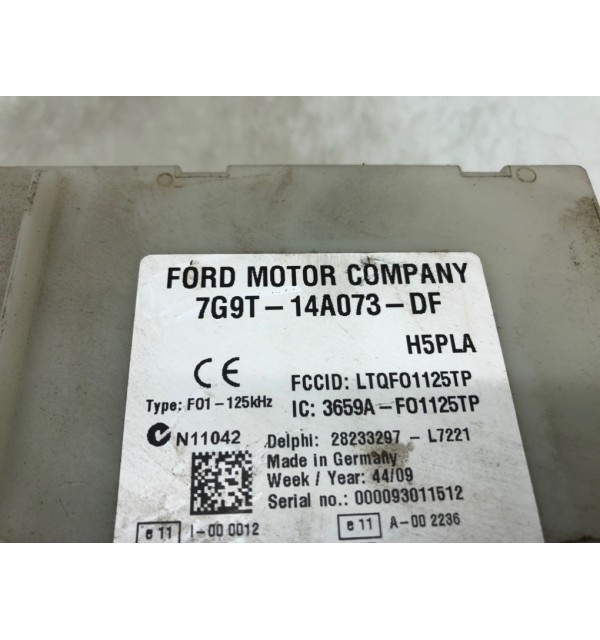 FORD MOTOR COMPANY
7G9T-14A073-DF
H5PLA
CE
FCCID: LTQFO1125TP
Type: F01-125kHz
IC: 3659A-FO1125TP
N11042
Delphi: 28233297 - L7221
Made in Germany
Week / Year: 44/09
Serial no.: 000093011512
e 11 I-00 0012
e 11 A-00 2236